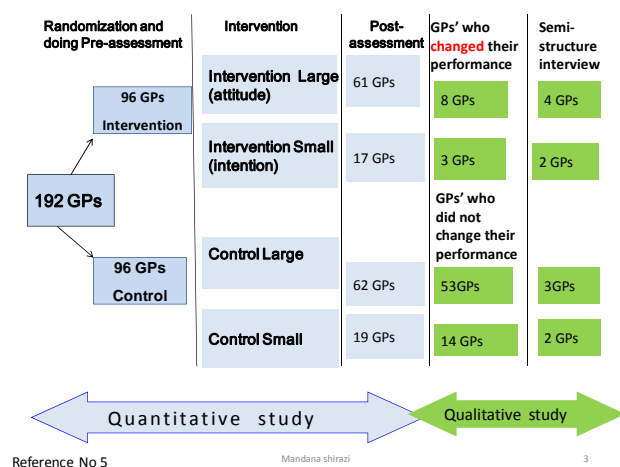 Randomization and
doing Pre-assessment
Intervention
Post-
assessment
GPs' who
changed their
performance
Semi-
structure
interview
96 GPs
Intervention
Intervention Large
(attitude)
61 GPs
8 GPs
4 GPs
Intervention Small
(intention)
17 GPs
3 GPs
2 GPs
192 GPs
GPs' who
did not
change their
performance
96 GPs
Control
Control Large
62 GPs
53GPs
3GPs
Control Small
19 GPs
14 GPs
2 GPs
Quantitative study
Qualitative study
Reference No 5
Mandana shirazi
3